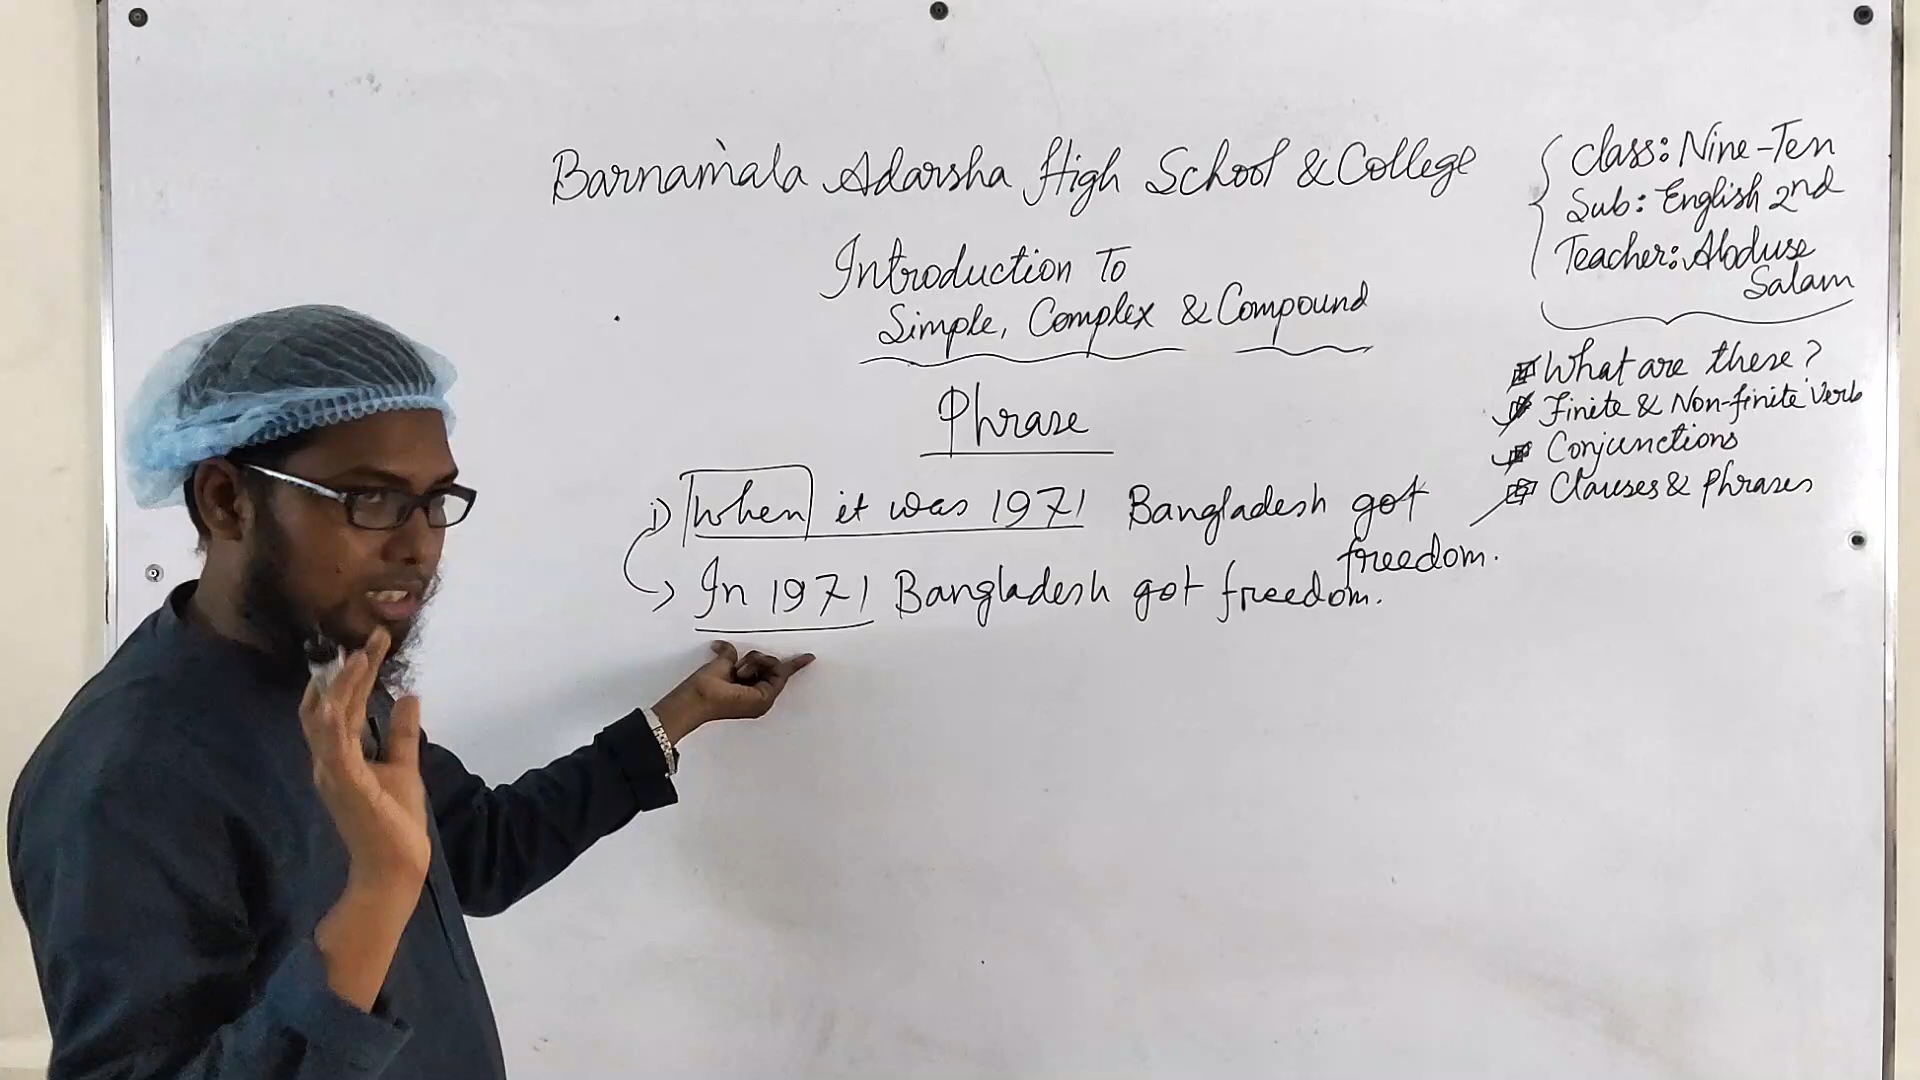 Barnamala Adarsha High School & College
Introduction To
Simple, Complex & Compound
Phrase
i) When it was 1971 Bangladesh got
freedom.
In 1971 Bangladesh got freedom.
Class: Nine-Ten
Sub: English 2nd
Teacher: Abduse
Salam
What are these?
Finite & Non-finite Verb
Conjunctions
Clauses & Phrases